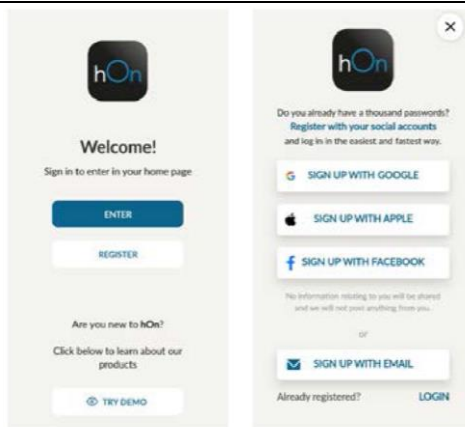 hOn
Welcome!
Sign in to enter in your home page
ENTER
REGISTER
Are you new to hOn?
Click below to learn about our
products
TRY DEMO
hOn
Do you already have a thousand passwords?
Register with your social accounts
and log in in the easiest and fastest way.
SIGN UP WITH GOOGLE
SIGN UP WITH APPLE
SIGN UP WITH FACEBOOK
No information relating to you will be shared
and we will not post anything from you.
or
SIGN UP WITH EMAIL
Already registered? LOGIN